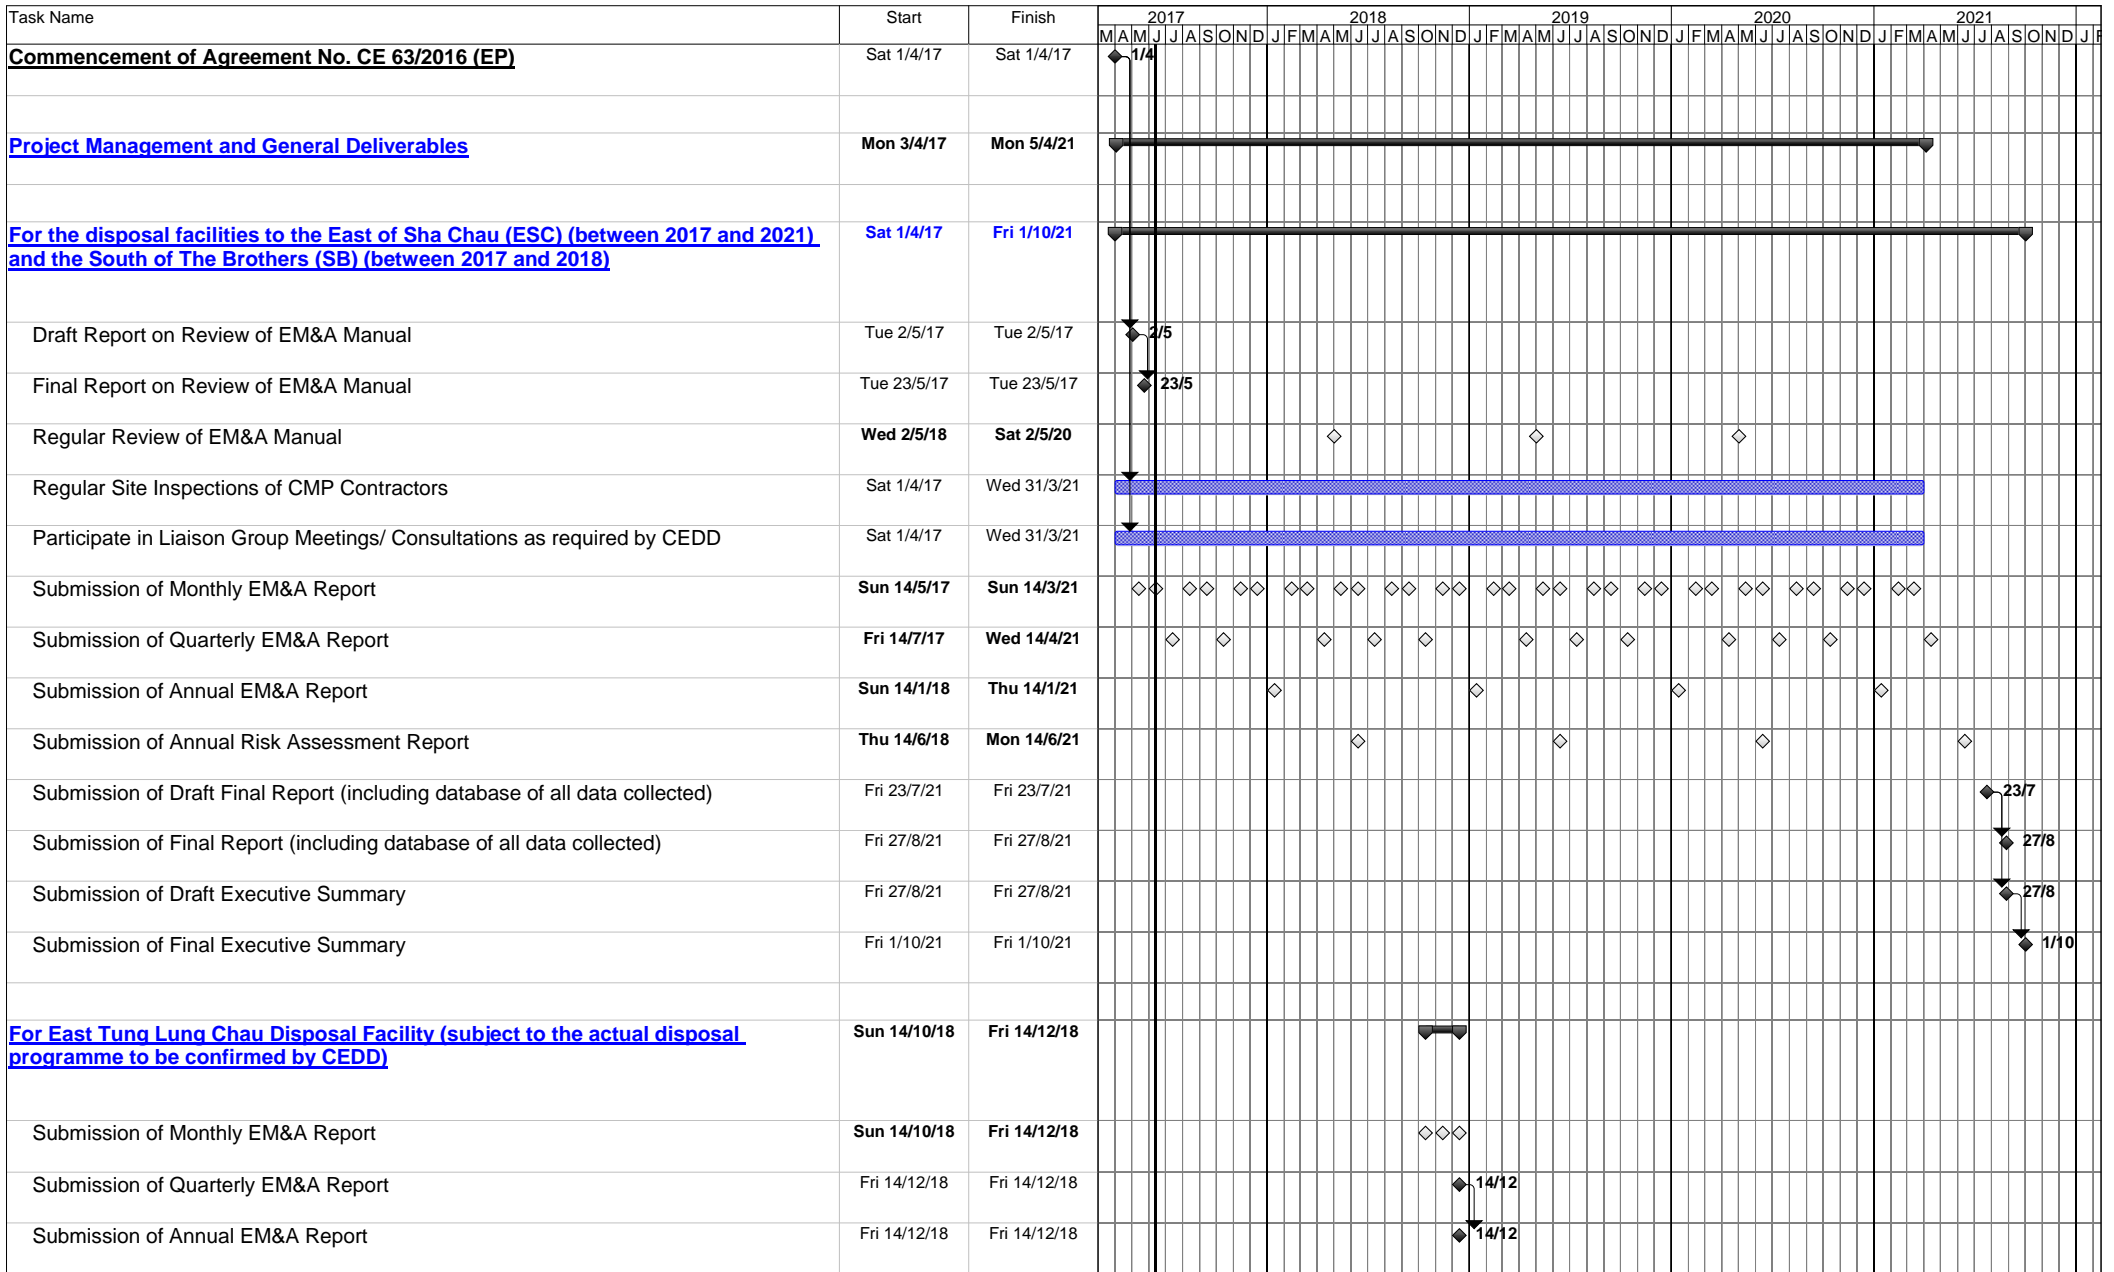 Task Name Start Finish 2017 2018 2019 2020 2021
M A M J J A S O N D J F M A M J J A S O N D J F M A M J J A S O N D J F M A M J J A S O N D J F M A M J J A S O N D J F
Commencement of Agreement No. CE 63/2016 (EP) Sat 1/4/17 Sat 1/4/17 1/4
Project Management and General Deliverables Mon 3/4/17 Mon 5/4/21
For the disposal facilities to the East of Sha Chau (ESC) (between 2017 and 2021) Sat 1/4/17 Fri 1/10/21
and the South of The Brothers (SB) (between 2017 and 2018)
Draft Report on Review of EM&A Manual Tue 2/5/17 Tue 2/5/17 2/5
Final Report on Review of EM&A Manual Tue 23/5/17 Tue 23/5/17 23/5
Regular Review of EM&A Manual Wed 2/5/18 Sat 2/5/20
Regular Site Inspections of CMP Contractors Sat 1/4/17 Wed 31/3/21
Participate in Liaison Group Meetings/ Consultations as required by CEDD Sat 1/4/17 Wed 31/3/21
Submission of Monthly EM&A Report Sun 14/5/17 Sun 14/3/21
Submission of Quarterly EM&A Report Fri 14/7/17 Wed 14/4/21
Submission of Annual EM&A Report Sun 14/1/18 Thu 14/1/21
Submission of Annual Risk Assessment Report Thu 14/6/18 Mon 14/6/21
Submission of Draft Final Report (including database of all data collected) Fri 23/7/21 Fri 23/7/21 23/7
Submission of Final Report (including database of all data collected) Fri 27/8/21 Fri 27/8/21 27/8
Submission of Draft Executive Summary Fri 27/8/21 Fri 27/8/21 27/8
Submission of Final Executive Summary Fri 1/10/21 Fri 1/10/21 1/10
For East Tung Lung Chau Disposal Facility (subject to the actual disposal Sun 14/10/18 Fri 14/12/18
programme to be confirmed by CEDD)
Submission of Monthly EM&A Report Sun 14/10/18 Fri 14/12/18
Submission of Quarterly EM&A Report Fri 14/12/18 Fri 14/12/18 14/12
Submission of Annual EM&A Report Fri 14/12/18 Fri 14/12/18 14/12